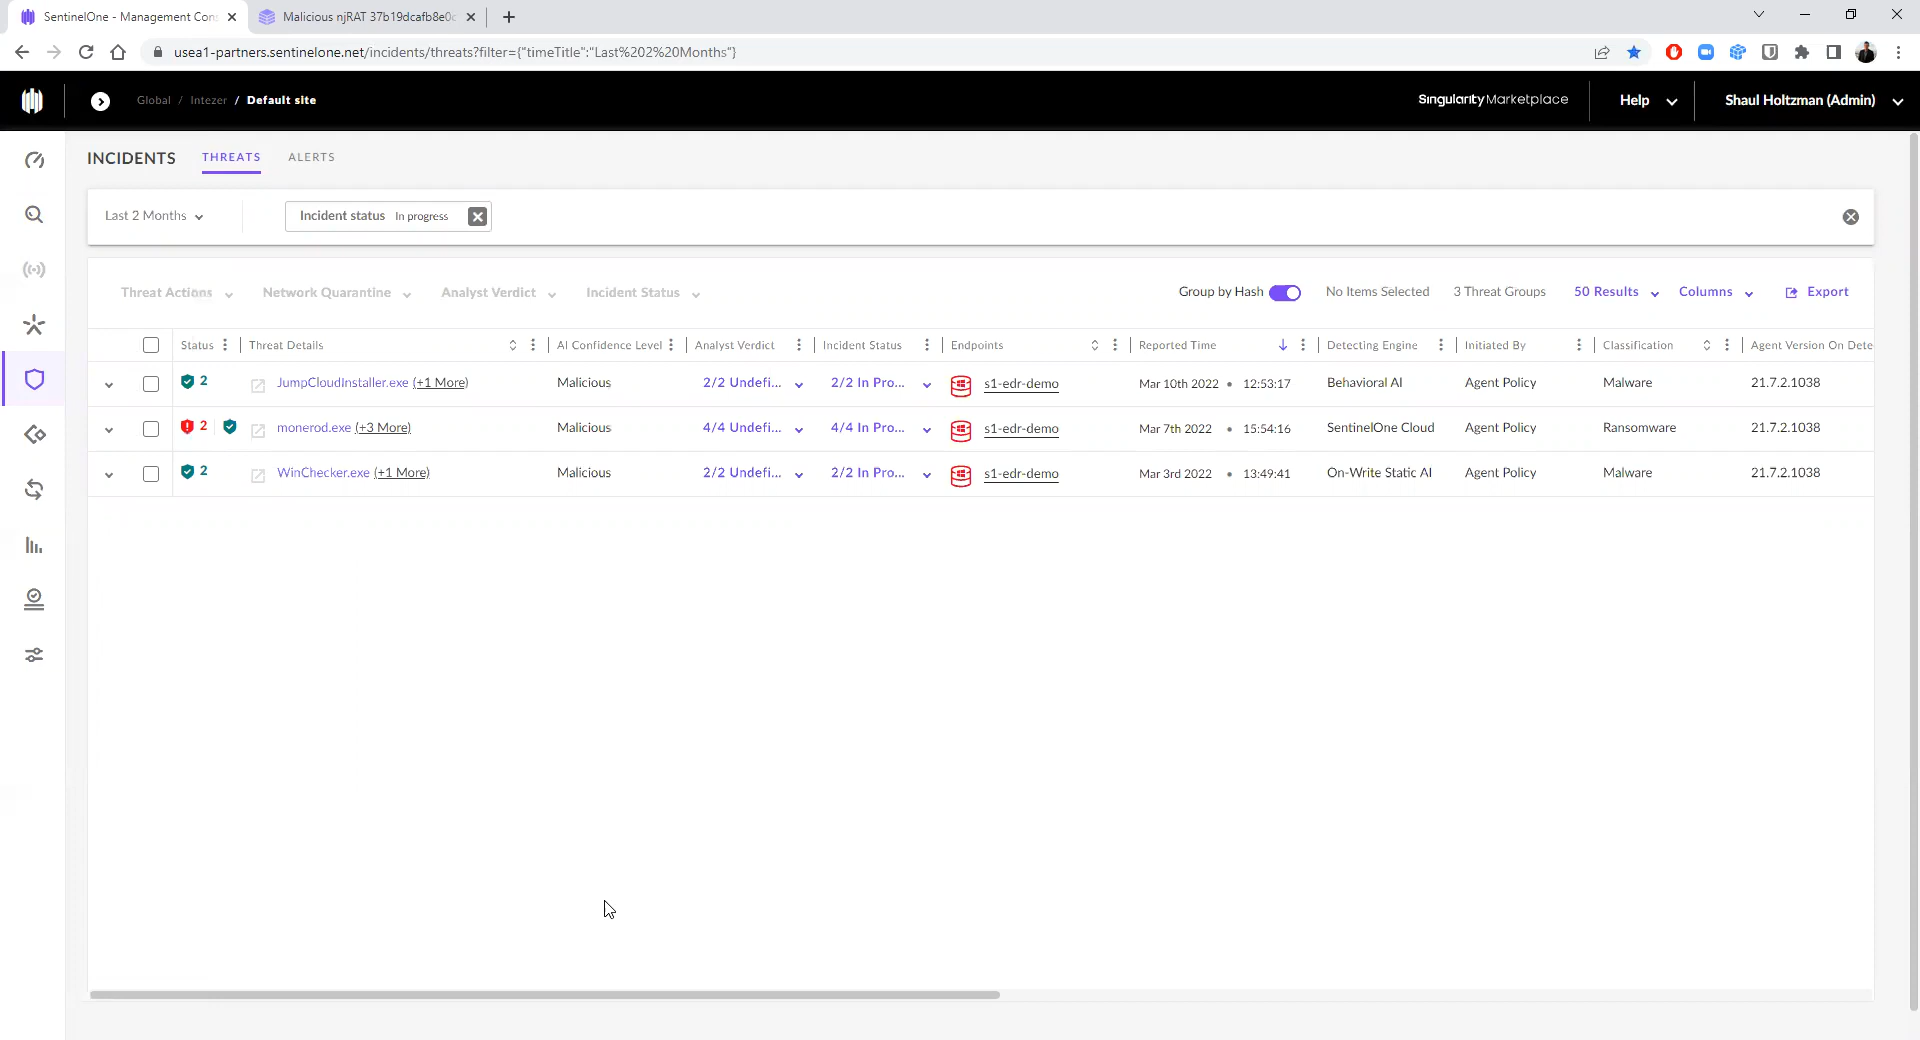 SentinelOne - Management Con
Malicious njRAT 37b19dcafb8e0c
usea1-partners.sentinelone.net/incidents/threats?filter={"timeTitle":"Last%202%20Months"}
Global / Intezer / Default site
Singularity Marketplace
Help
Shaul Holtzman (Admin)
INCIDENTS THREATS ALERTS
Last 2 Months
Incident status In progress
Threat Actions Network Quarantine Analyst Verdict Incident Status
Group by Hash No Items Selected 3 Threat Groups 50 Results Columns Export
Status Threat Details AI Confidence Level Analyst Verdict Incident Status Endpoints Reported Time Detecting Engine Initiated By Classification Agent Version On Dete
2 JumpCloudInstaller.exe (+1 More) Malicious 2/2 Undefi... 2/2 In Pro... s1-edr-demo Mar 10th 2022 • 12:53:17 Behavioral AI Agent Policy Malware 21.7.2.1038
2 monerod.exe (+3 More) Malicious 4/4 Undefi... 4/4 In Pro... s1-edr-demo Mar 7th 2022 • 15:54:16 SentinelOne Cloud Agent Policy Ransomware 21.7.2.1038
2 WinChecker.exe (+1 More) Malicious 2/2 Undefi... 2/2 In Pro... s1-edr-demo Mar 3rd 2022 • 13:49:41 On-Write Static AI Agent Policy Malware 21.7.2.1038